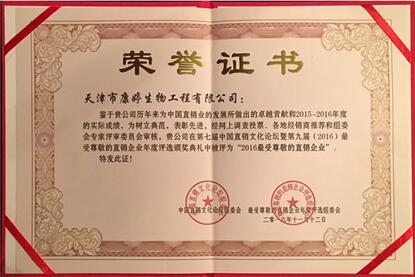 荣誉证书
天津市康婷生物工程有限公司：
鉴于贵公司历年来为中国直销业的发展所做出的卓越贡献和2015-2016年度
的实际成绩，为树立典范，表彰先进，经网上调查投票、各地经销商推荐和组委
会专家评审委员会审核，贵公司在第七届中国直销文化论坛暨第九届（2016）最
受尊敬的直销企业年度评选颁奖典礼中被评为“2016最受尊敬的直销企业”。
特发此证！
中国直销文化论坛组委会 最受尊敬的直销企业年度评选组委会
二零一六年十一月十二日